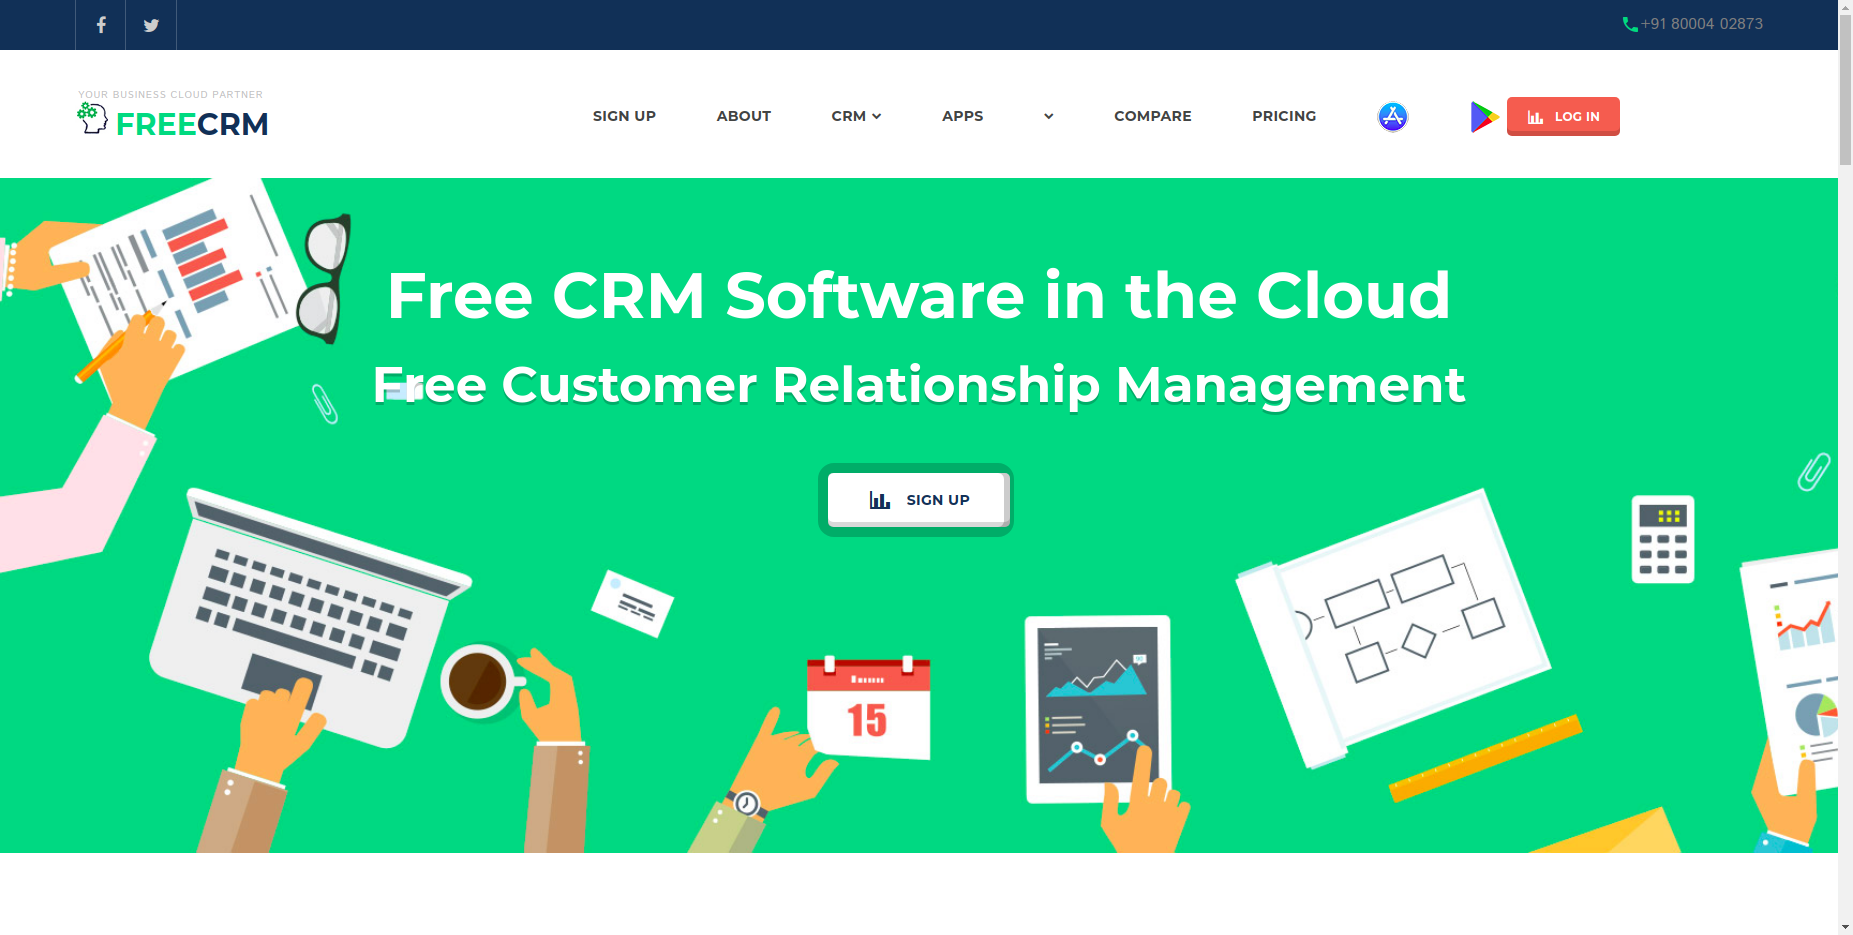 +91 80004 02873
YOUR BUSINESS CLOUD PARTNER
FREECRM
SIGN UP ABOUT CRM APPS COMPARE PRICING LOG IN
Free CRM Software in the Cloud
Free Customer Relationship Management
SIGN UP
15